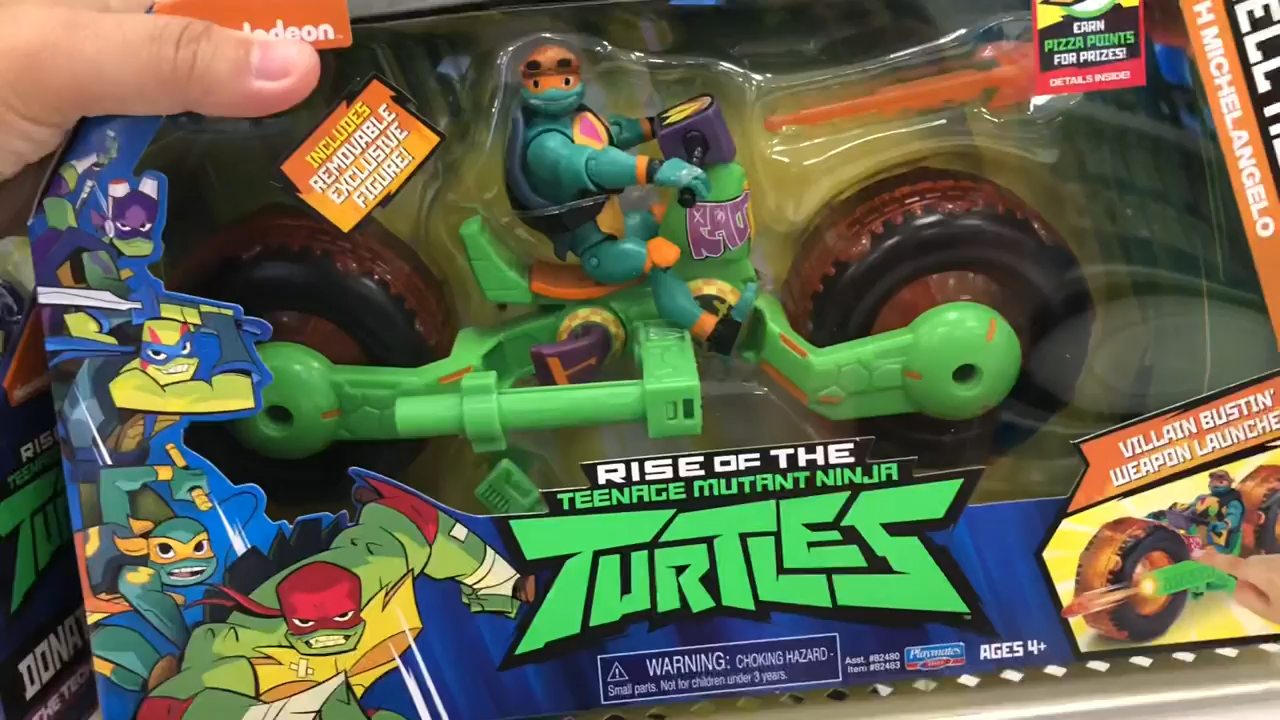 INCLUDES
REMOVABLE
EXCLUSIVE
FIGURE!
EARN
PIZZA POINTS
FOR PRIZES!
DETAILS INSIDE!
H MICHELANGELO
RISE OF THE
TEENAGE MUTANT NINJA
TURTLES
VILLAIN BUSTIN'
WEAPON LAUNCHE
WARNING: CHOKING HAZARD -
Small parts. Not for children under 3 years.
Asst. #82480
Item #82483
Playmates
AGES 4+